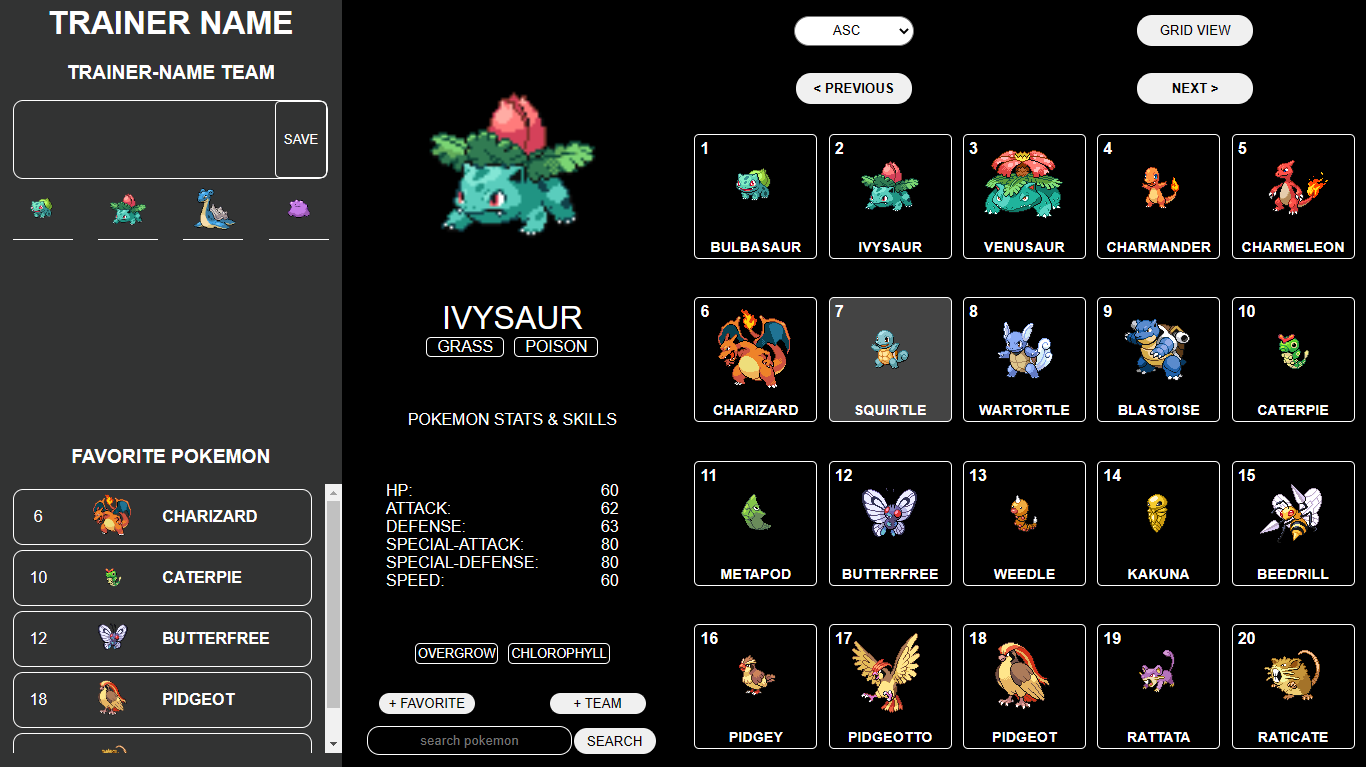 TRAINER NAME
TRAINER-NAME TEAM
SAVE
FAVORITE POKEMON
6 CHARIZARD
10 CATERPIE
12 BUTTERFREE
18 PIDGEOT
IVYSAUR
GRASS POISON
POKEMON STATS & SKILLS
HP: 60
ATTACK: 62
DEFENSE: 63
SPECIAL-ATTACK: 80
SPECIAL-DEFENSE: 80
SPEED: 60
OVERGROW CHLOROPHYLL
+ FAVORITE + TEAM
search pokemon SEARCH
ASC GRID VIEW
< PREVIOUS NEXT >
1 2 3 4 5
BULBASAUR IVYSAUR VENUSAUR CHARMANDER CHARMELEON
6 7 8 9 10
CHARIZARD SQUIRTLE WARTORTLE BLASTOISE CATERPIE
11 12 13 14 15
METAPOD BUTTERFREE WEEDLE KAKUNA BEEDRILL
16 17 18 19 20
PIDGEY PIDGEOTTO PIDGEOT RATTATA RATICATE